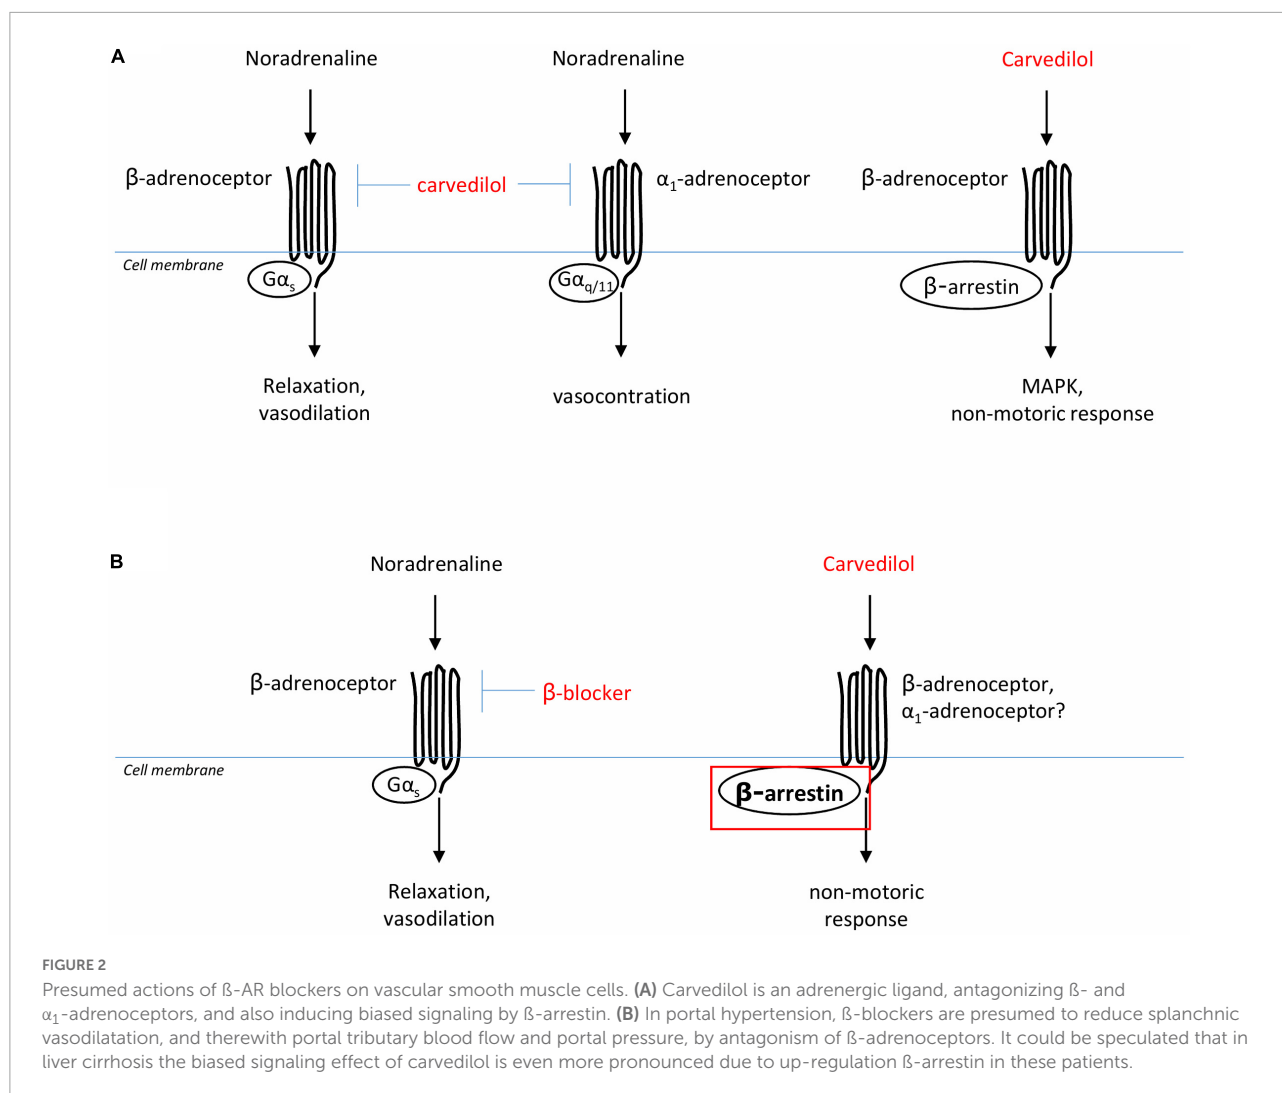 A
Noradrenaline
Noradrenaline
Carvedilol
β-adrenoceptor
carvedilol
α1-adrenoceptor
β-adrenoceptor
Cell membrane
Gαs
Gαq/11
β-arrestin
Relaxation,
vasodilation
vasocontration
MAPK,
non-motoric response
B
Noradrenaline
Carvedilol
β-adrenoceptor
β-blocker
β-adrenoceptor,
α1-adrenoceptor?
Cell membrane
Gαs
β-arrestin
Relaxation,
vasodilation
non-motoric
response
FIGURE 2
Presumed actions of ß-AR blockers on vascular smooth muscle cells. (A) Carvedilol is an adrenergic ligand, antagonizing ß- and
α1-adrenoceptors, and also inducing biased signaling by ß-arrestin. (B) In portal hypertension, ß-blockers are presumed to reduce splanchnic
vasodilatation, and therewith portal tributary blood flow and portal pressure, by antagonism of ß-adrenoceptors. It could be speculated that in
liver cirrhosis the biased signaling effect of carvedilol is even more pronounced due to up-regulation ß-arrestin in these patients.